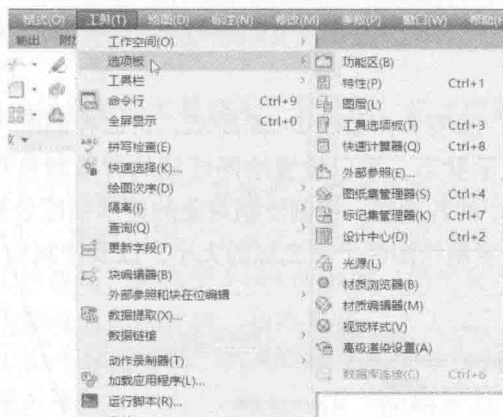 格式(O) 工具(T) 绘图(D) 标注(N) 修改(M) 参数(P) 窗口(W) 帮助
输出
工作空间(O)
选项板
工具栏
命令行 Ctrl+9
全屏显示 Ctrl+0
拼写检查(E)
快速选择(K)...
绘图次序(D)
隔离(I)
查询(Q)
更新字段(T)
块编辑器(B)
外部参照和块在位编辑
数据提取(X)...
数据链接
动作录制器(T)
加载应用程序(L)...
运行脚本(R)...
功能区(B)
特性(P) Ctrl+1
图层(L)
工具选项板(T) Ctrl+3
快速计算器(Q) Ctrl+8
外部参照(E)...
图纸集管理器(S) Ctrl+4
标记集管理器(K) Ctrl+7
设计中心(D) Ctrl+2
光源(L)
材质浏览器(B)
材质编辑器(M)
视觉样式(V)
高级渲染设置(A)
数据库连接(C) Ctrl+6